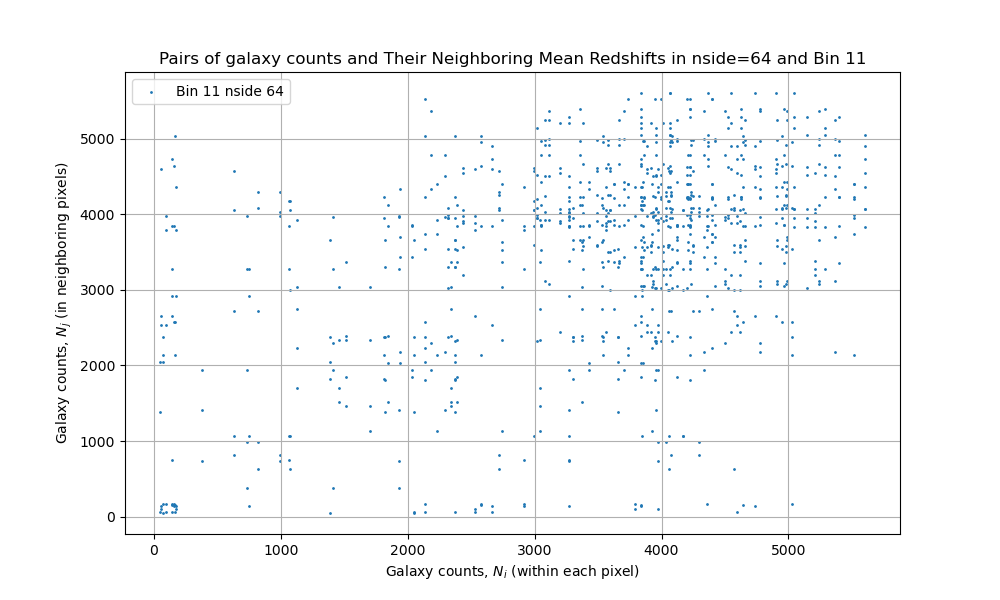 Pairs of galaxy counts and Their Neighboring Mean Redshifts in nside=64 and Bin 11
Bin 11 nside 64
5000
4000
3000
2000
1000
0
Galaxy counts, Nj (in neighboring pixels)
0 1000 2000 3000 4000 5000
Galaxy counts, Ni (within each pixel)